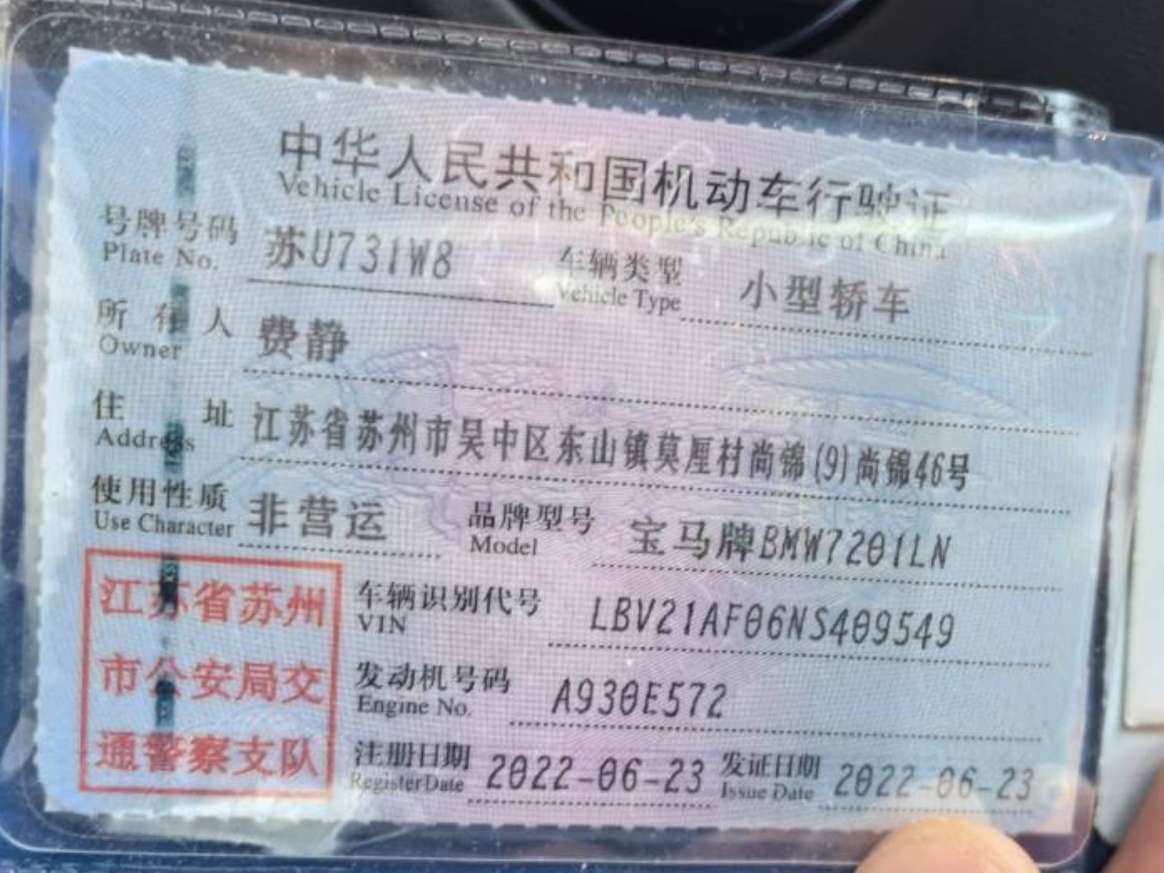 中华人民共和国机动车行驶证
Vehicle License of the People's Republic of China
号牌号码 苏U731W8 车辆类型 小型轿车
Plate No. Vehicle Type
所有人 费静
Owner
住址 江苏省苏州市吴中区东山镇莫厘村尚锦(9)尚锦46号
Address
使用性质 非营运 品牌型号 宝马牌BMW7201LN
Use Character Model
江苏省苏州
市公安局交
通警察支队
车辆识别代号 LBV21AF06NS409549
VIN
发动机号码 A930E572
Engine No.
注册日期 2022-06-23 发证日期 2022-06-23
Register Date Issue Date